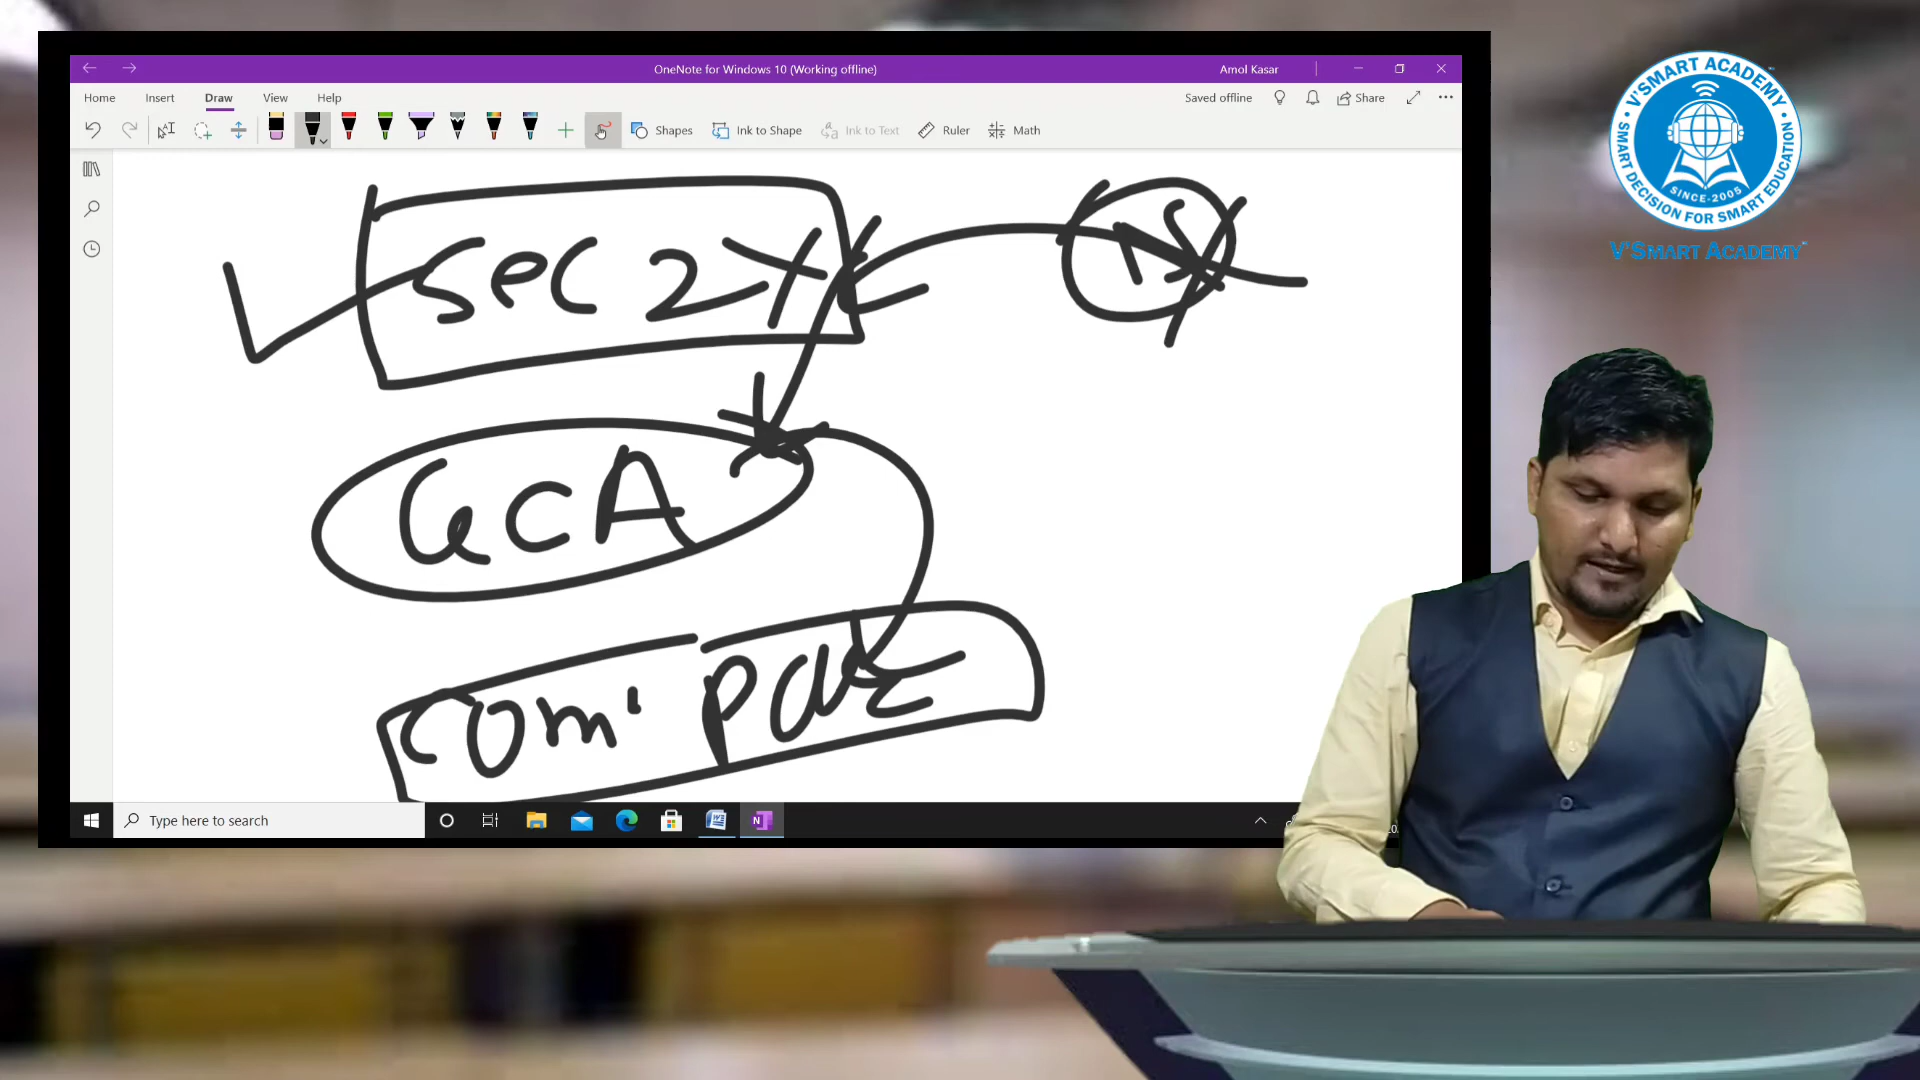 OneNote for Windows 10 (Working offline)
Amol Kasar
Home Insert Draw View Help
Saved offline
Share
Shapes
Ink to Shape
Ink to Text
Ruler
Math
Sec 24
GCA
Com'
Type here to search
V'SMART ACADEMY
SMART DECISION FOR SMART EDUCATION
SINCE-2005
V'SMART ACADEMY